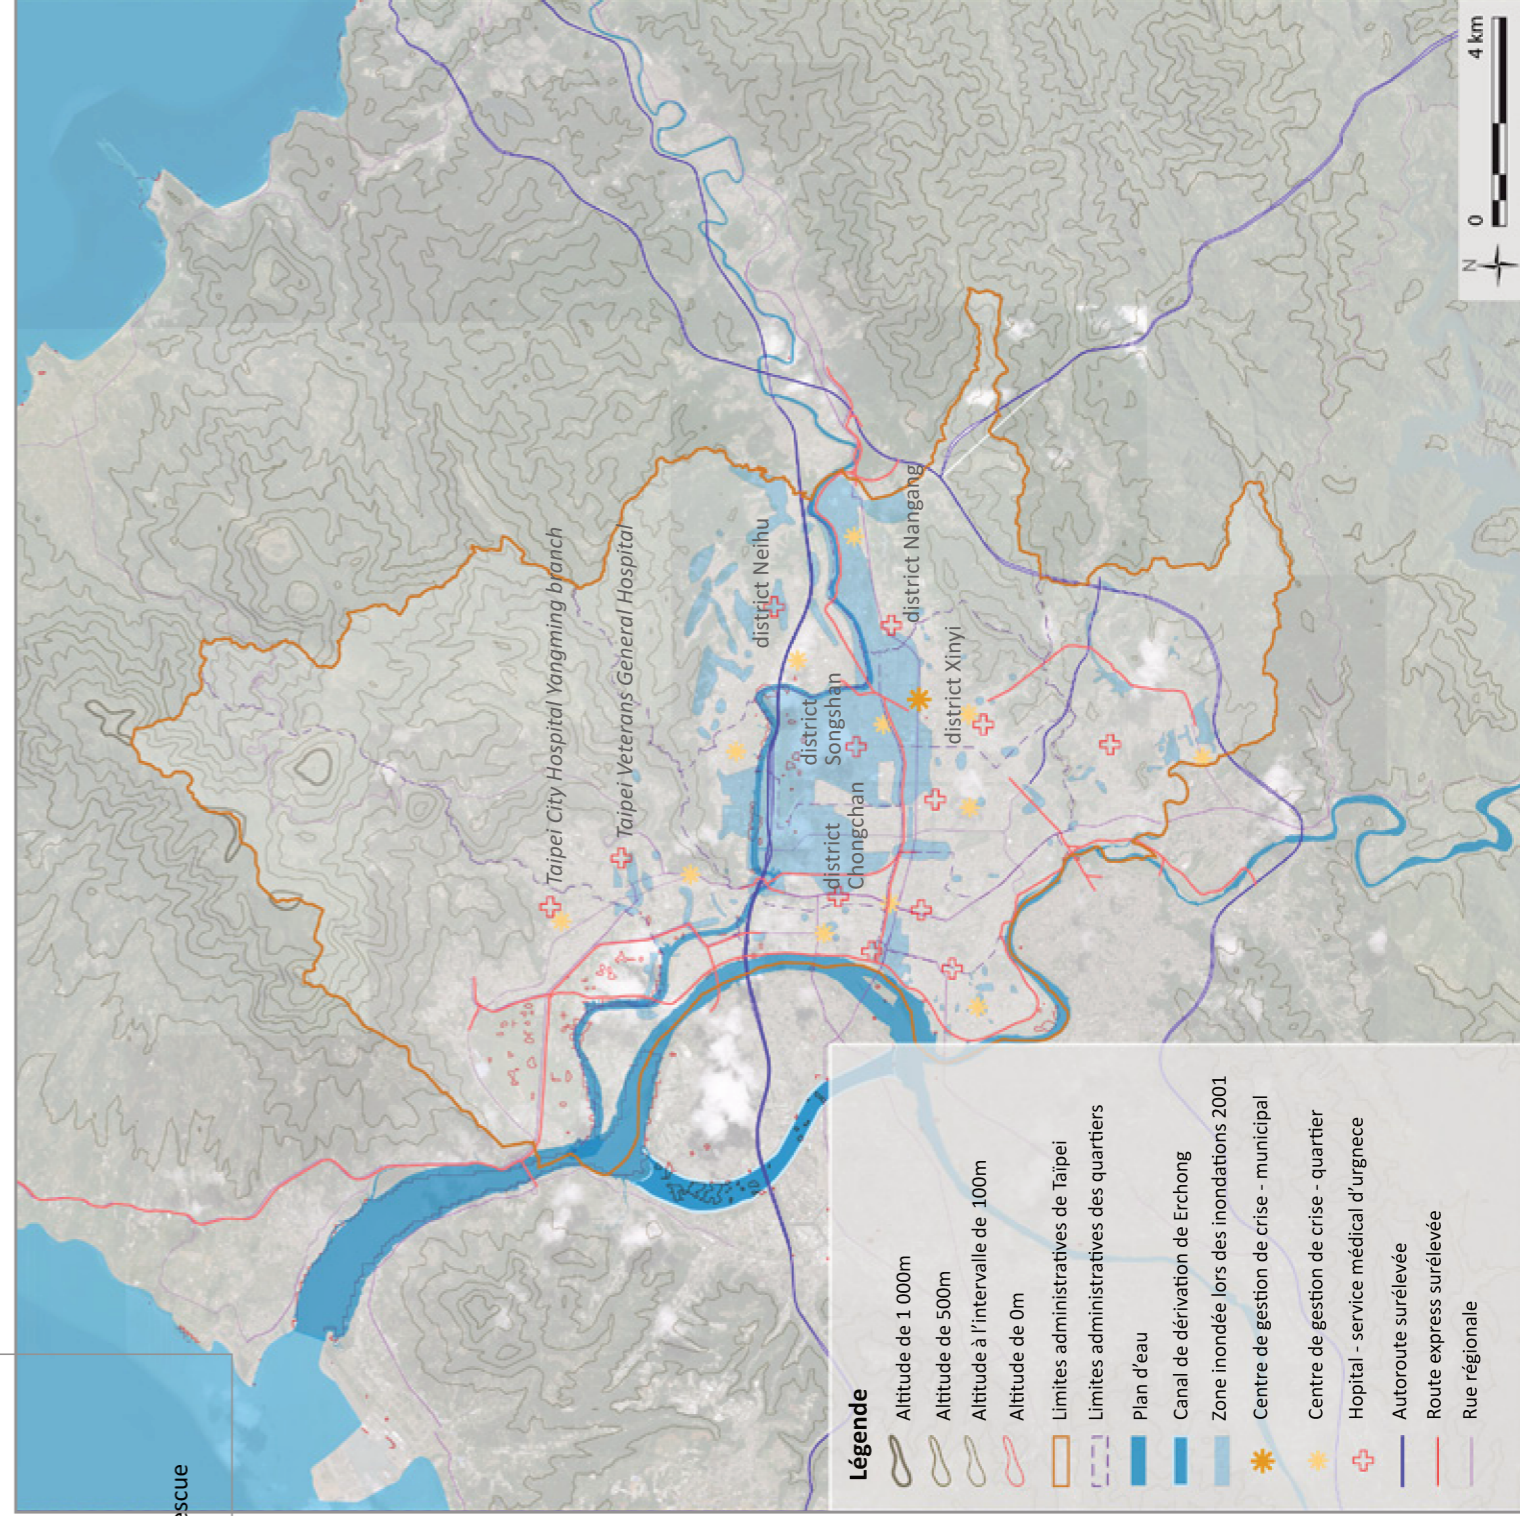 Taipei City Hospital Yangming branch
Taipei Veterans General Hospital
district Neihu
district
Songshan
district
Chongchan
district Nangang
district Xinyi
Légende
Altitude de 1 000m
Altitude de 500m
Altitude à l'intervalle de 100m
Altitude de 0m
Limites administratives de Taïpei
Limites administratives des quartiers
Plan d'eau
Canal de dérivation de Erchong
Zone inondée lors des inondations 2001
Centre de gestion de crise - municipal
Centre de gestion de crise - quartier
Hopital - service médical d'urgnece
Autoroute surélevée
Route express surélevée
Rue régionale
N
0
4 km
escue